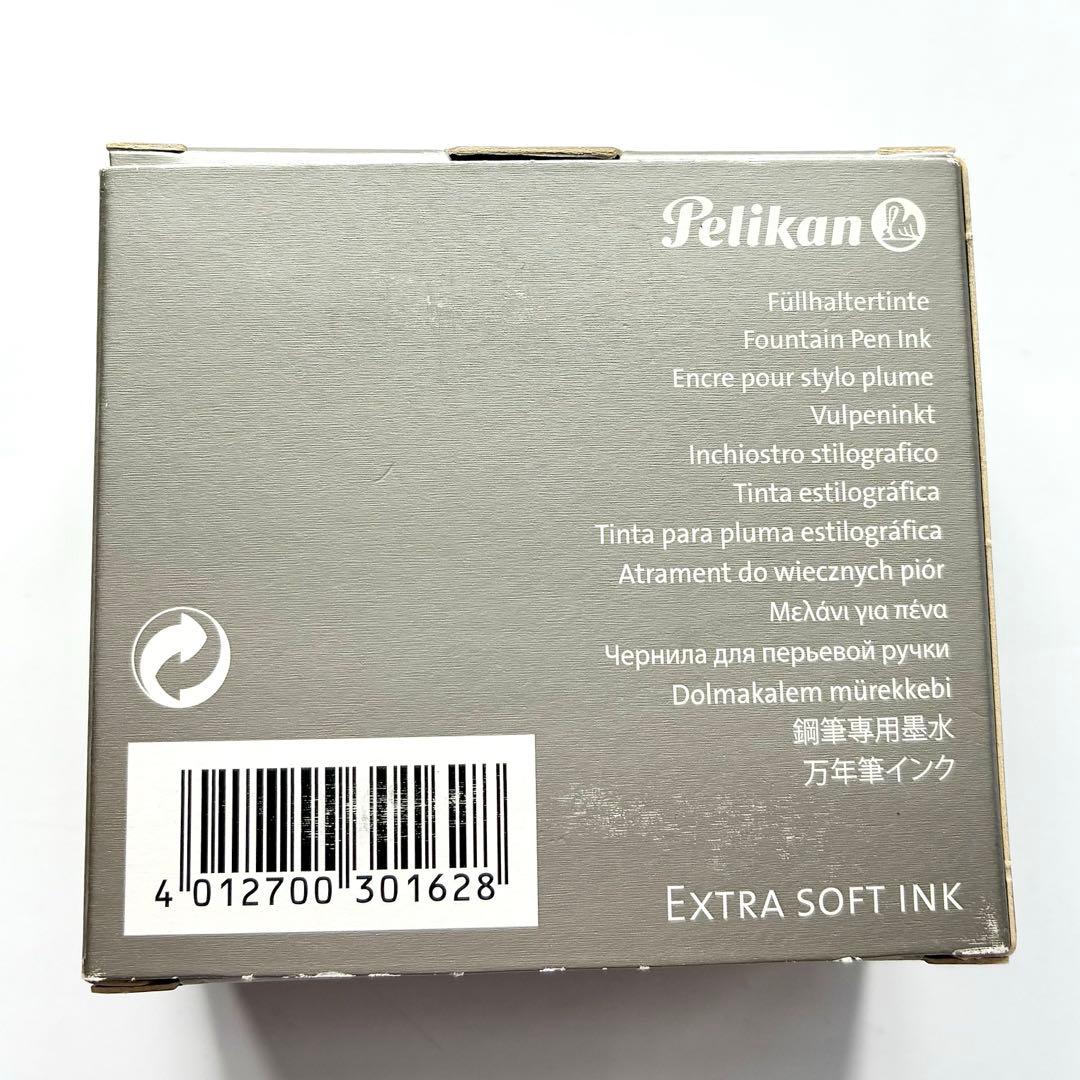 Pelikan
Füllhaltertinte
Fountain Pen Ink
Encre pour stylo plume
Vulpeninkt
Inchiostro stilografico
Tinta estilográfica
Tinta para pluma estilográfica
Atrament do wiecznych piór
Μελάνι για πένα
Чернила для перьевой ручки
Dolmakalem mürekkebi
鋼筆專用墨水
万年筆インク
4 012700 301628
EXTRA SOFT INK